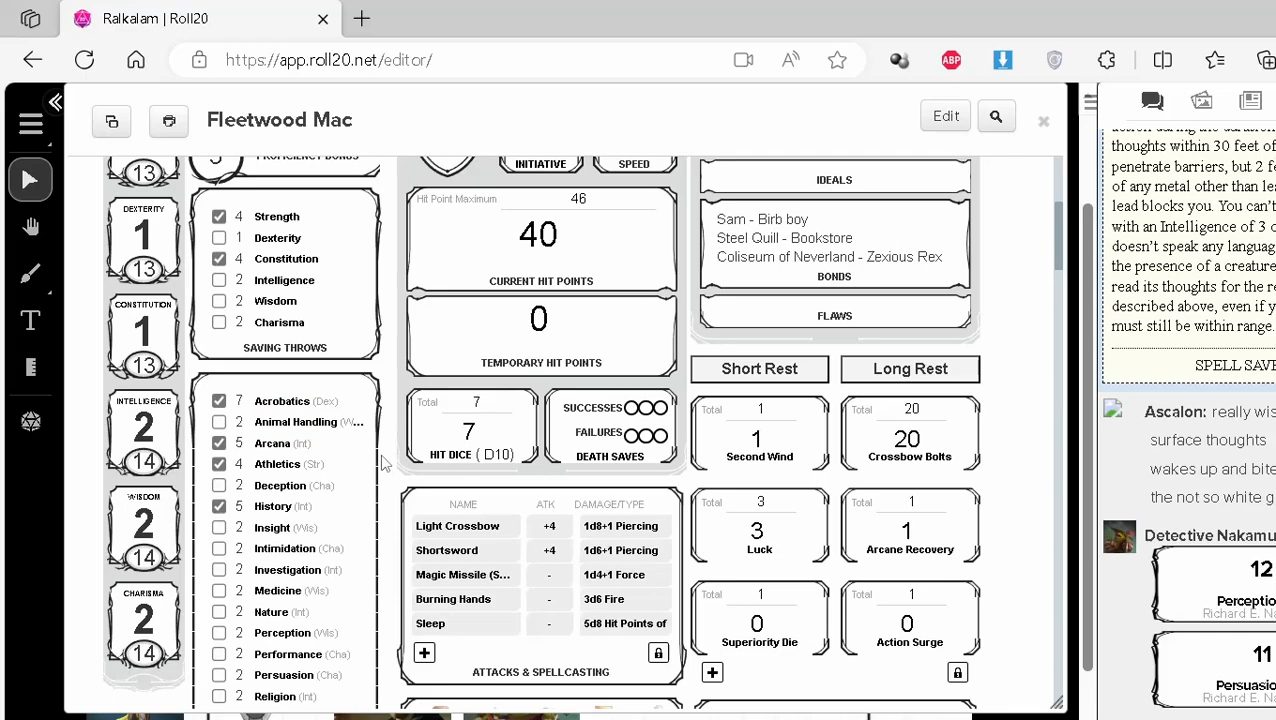 Ralkalam | Roll20
https://app.roll20.net/editor/
ABP
Fleetwood Mac
Edit
13
DEXTERITY
1
13
CONSTITUTION
1
13
INTELLIGENCE
2
14
WISDOM
2
14
CHARISMA
2
14
PROFICIENCY BONUS
4 Strength
1 Dexterity
4 Constitution
2 Intelligence
2 Wisdom
2 Charisma
SAVING THROWS
7 Acrobatics (Dex)
2 Animal Handling (W...
5 Arcana (Int)
4 Athletics (Str)
2 Deception (Cha)
5 History (Int)
2 Insight (Wis)
2 Intimidation (Cha)
2 Investigation (Int)
2 Medicine (Wis)
2 Nature (Int)
2 Perception (Wis)
2 Performance (Cha)
2 Persuasion (Cha)
2 Religion (Int)
INITIATIVE
SPEED
Hit Point Maximum 46
40
CURRENT HIT POINTS
0
TEMPORARY HIT POINTS
Total 7
7
HIT DICE ( D10)
SUCCESSES
FAILURES
DEATH SAVES
NAME ATK DAMAGE/TYPE
Light Crossbow +4 1d8+1 Piercing
Shortsword +4 1d6+1 Piercing
Magic Missile (S... - 1d4+1 Force
Burning Hands - 3d6 Fire
Sleep - 5d8 Hit Points of
ATTACKS & SPELLCASTING
IDEALS
Sam - Birb boy
Steel Quill - Bookstore
Coliseum of Neverland - Zexious Rex
BONDS
FLAWS
Short Rest
Long Rest
Total 1
1
Second Wind
Total 20
20
Crossbow Bolts
Total 3
3
Luck
Total 1
1
Arcane Recovery
Total 1
0
Superiority Die
Total 1
0
Action Surge
action during the duration
thoughts within 30 feet of
penetrate barriers, but 2 fe
of any metal other than lea
lead blocks you. You can't
with an Intelligence of 3 o
doesn't speak any languag
the presence of a creature
read its thoughts for the re
described above, even if y
must still be within range.
SPELL SAVE
Ascalon: really wis
surface thoughts
wakes up and bite
the not so white g
Detective Nakamu
12
Perceptio
Richard E. Na
11
Persuasio
Richard E. Na